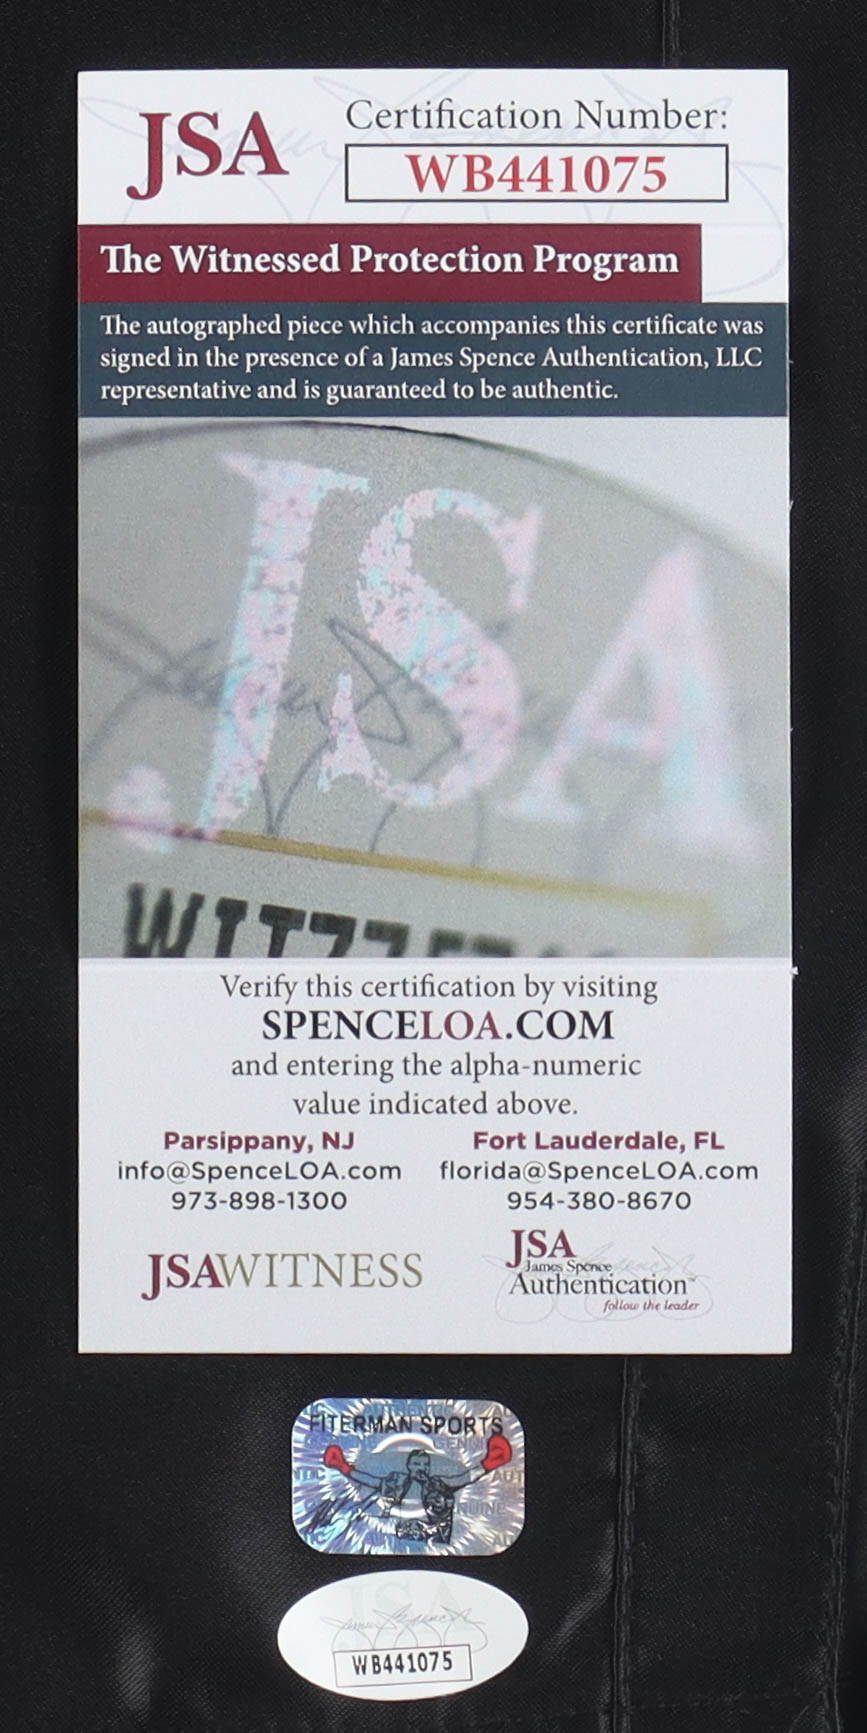 JSA
Certification Number:
WB441075
The Witnessed Protection Program
The autographed piece which accompanies this certificate was
signed in the presence of a James Spence Authentication, LLC
representative and is guaranteed to be authentic.
JSA
Verify this certification by visiting
SPENCELOA.COM
and entering the alpha-numeric
value indicated above.
Parsippany, NJ
info@SpenceLOA.com
973-898-1300
Fort Lauderdale, FL
florida@SpenceLOA.com
954-380-8670
JSAWITNESS
JSA
James Spence
Authentication™
follow the leader
FITERMAN SPORTS
JSA
WB441075